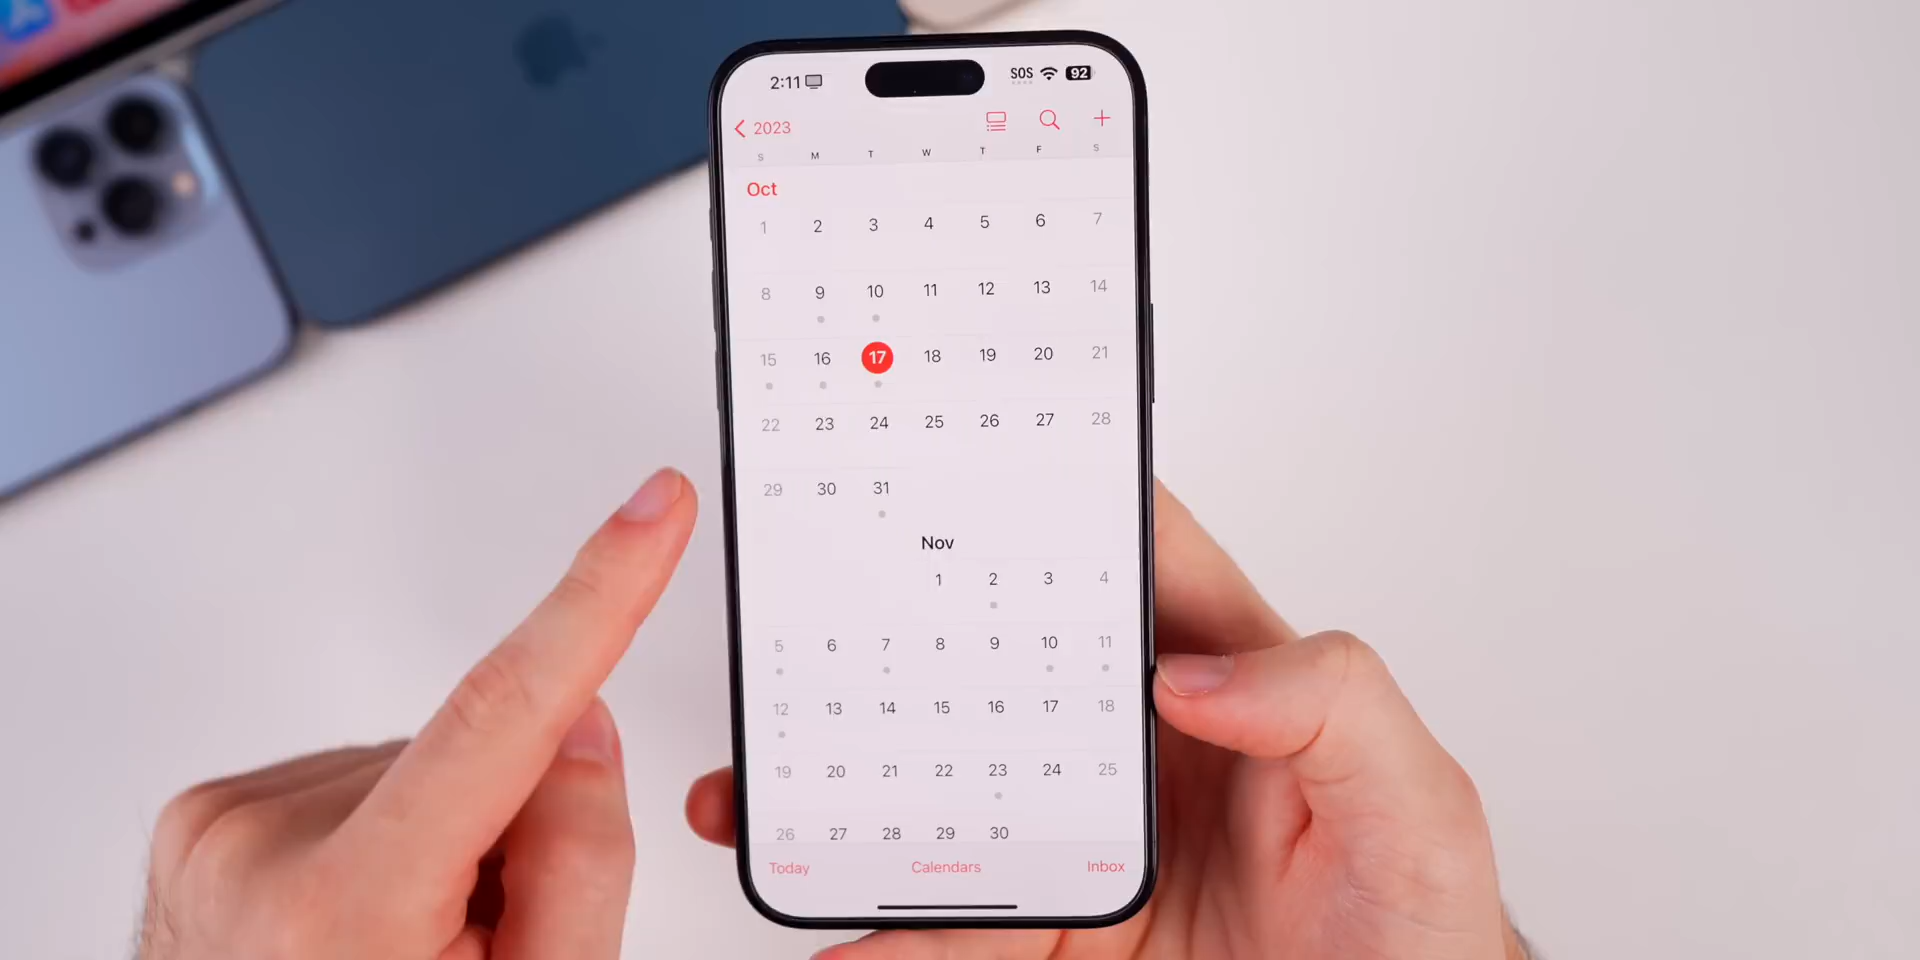 2:11 SOS 92
2023
S M T W T F S
Oct
1 2 3 4 5 6 7
8 9 10 11 12 13 14
15 16 17 18 19 20 21
22 23 24 25 26 27 28
29 30 31
Nov
1 2 3 4
5 6 7 8 9 10 11
12 13 14 15 16 17 18
19 20 21 22 23 24 25
26 27 28 29 30
Today Calendars Inbox